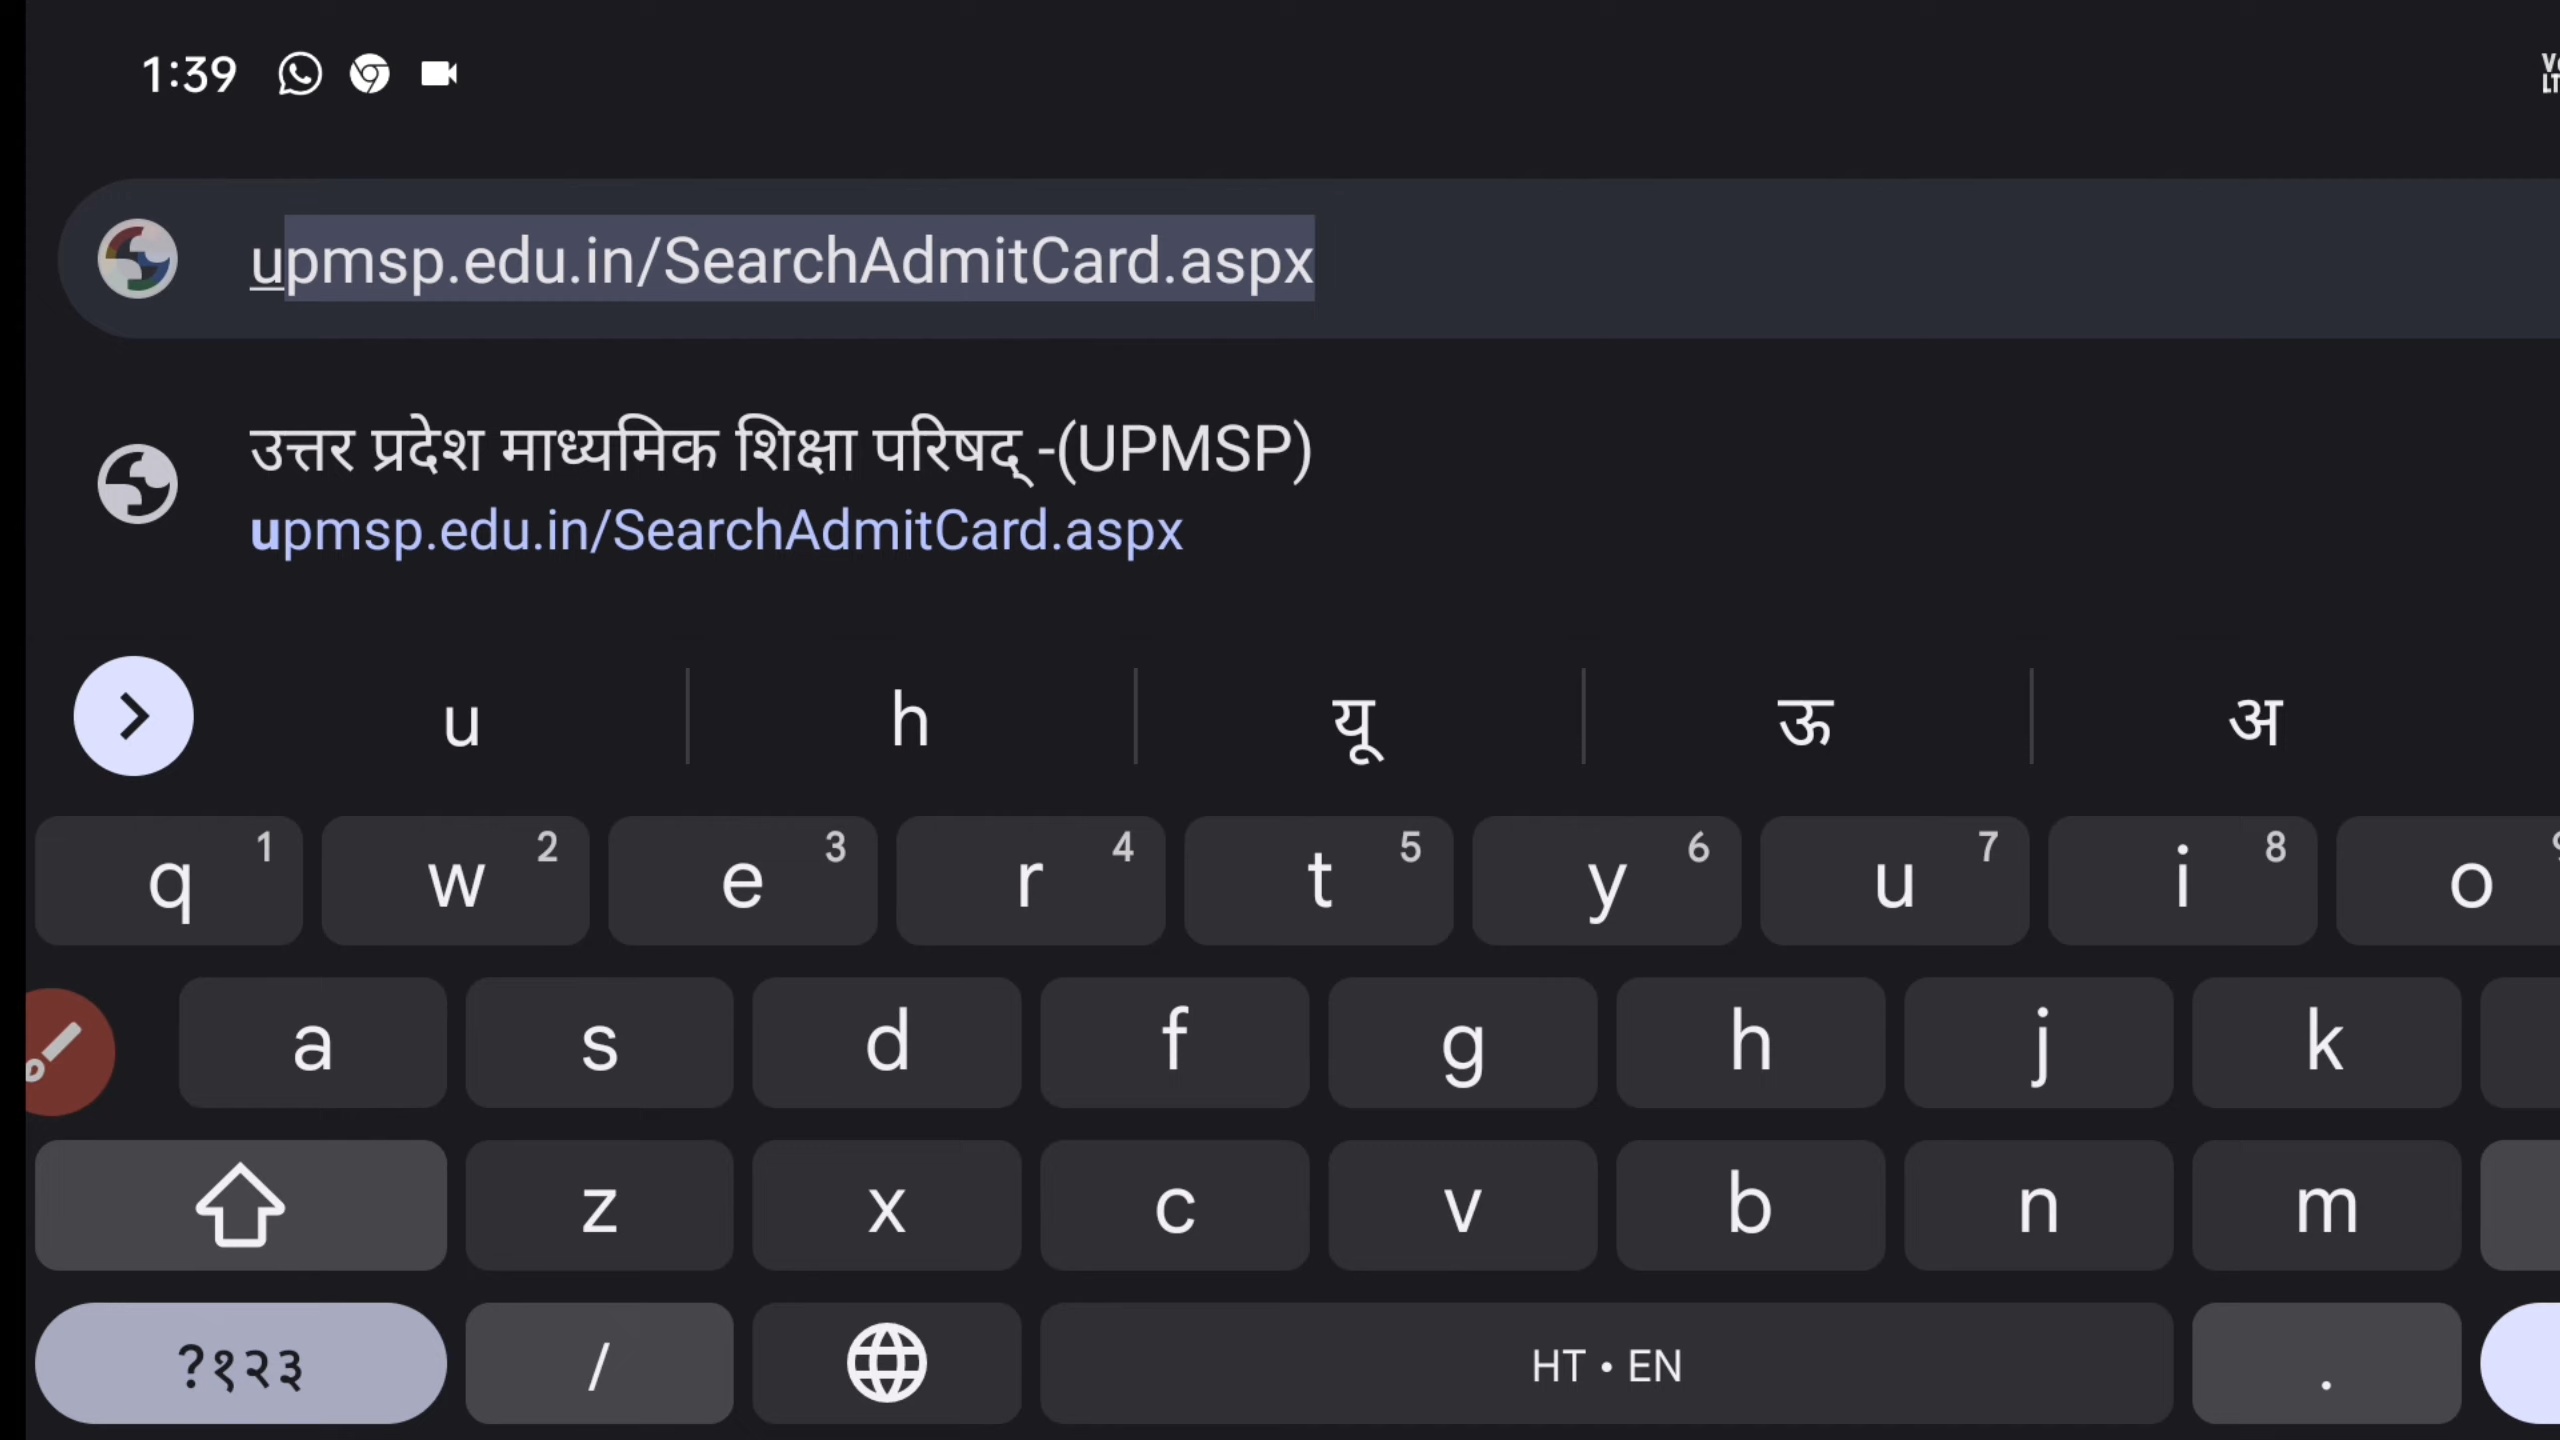 1:39
upmsp.edu.in/SearchAdmitCard.aspx
उत्तर प्रदेश माध्यमिक शिक्षा परिषद् -(UPMSP)
upmsp.edu.in/SearchAdmitCard.aspx
u h यू ऊ अ
q 1 w 2 e 3 r 4 t 5 y 6 u 7 i 8 o
a s d f g h j k
z x c v b n m
?१२३ / HT • EN .